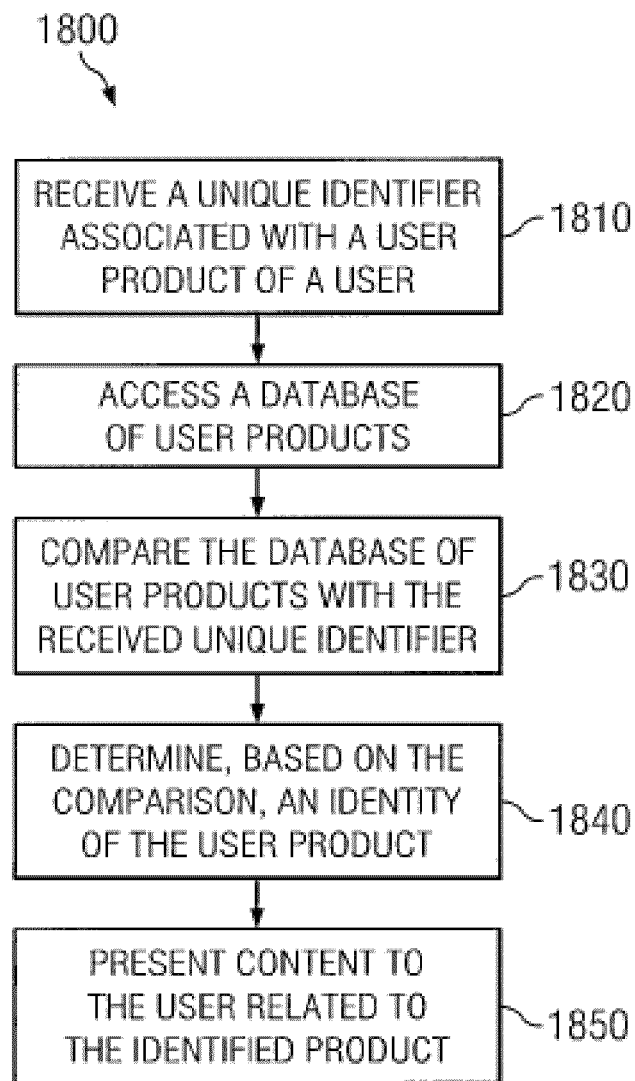 1800
RECEIVE A UNIQUE IDENTIFIER
ASSOCIATED WITH A USER
PRODUCT OF A USER
1810
ACCESS A DATABASE
OF USER PRODUCTS
1820
COMPARE THE DATABASE OF
USER PRODUCTS WITH THE
RECEIVED UNIQUE IDENTIFIER
1830
DETERMINE, BASED ON THE
COMPARISON, AN IDENTITY
OF THE USER PRODUCT
1840
PRESENT CONTENT TO
THE USER RELATED TO
THE IDENTIFIED PRODUCT
1850